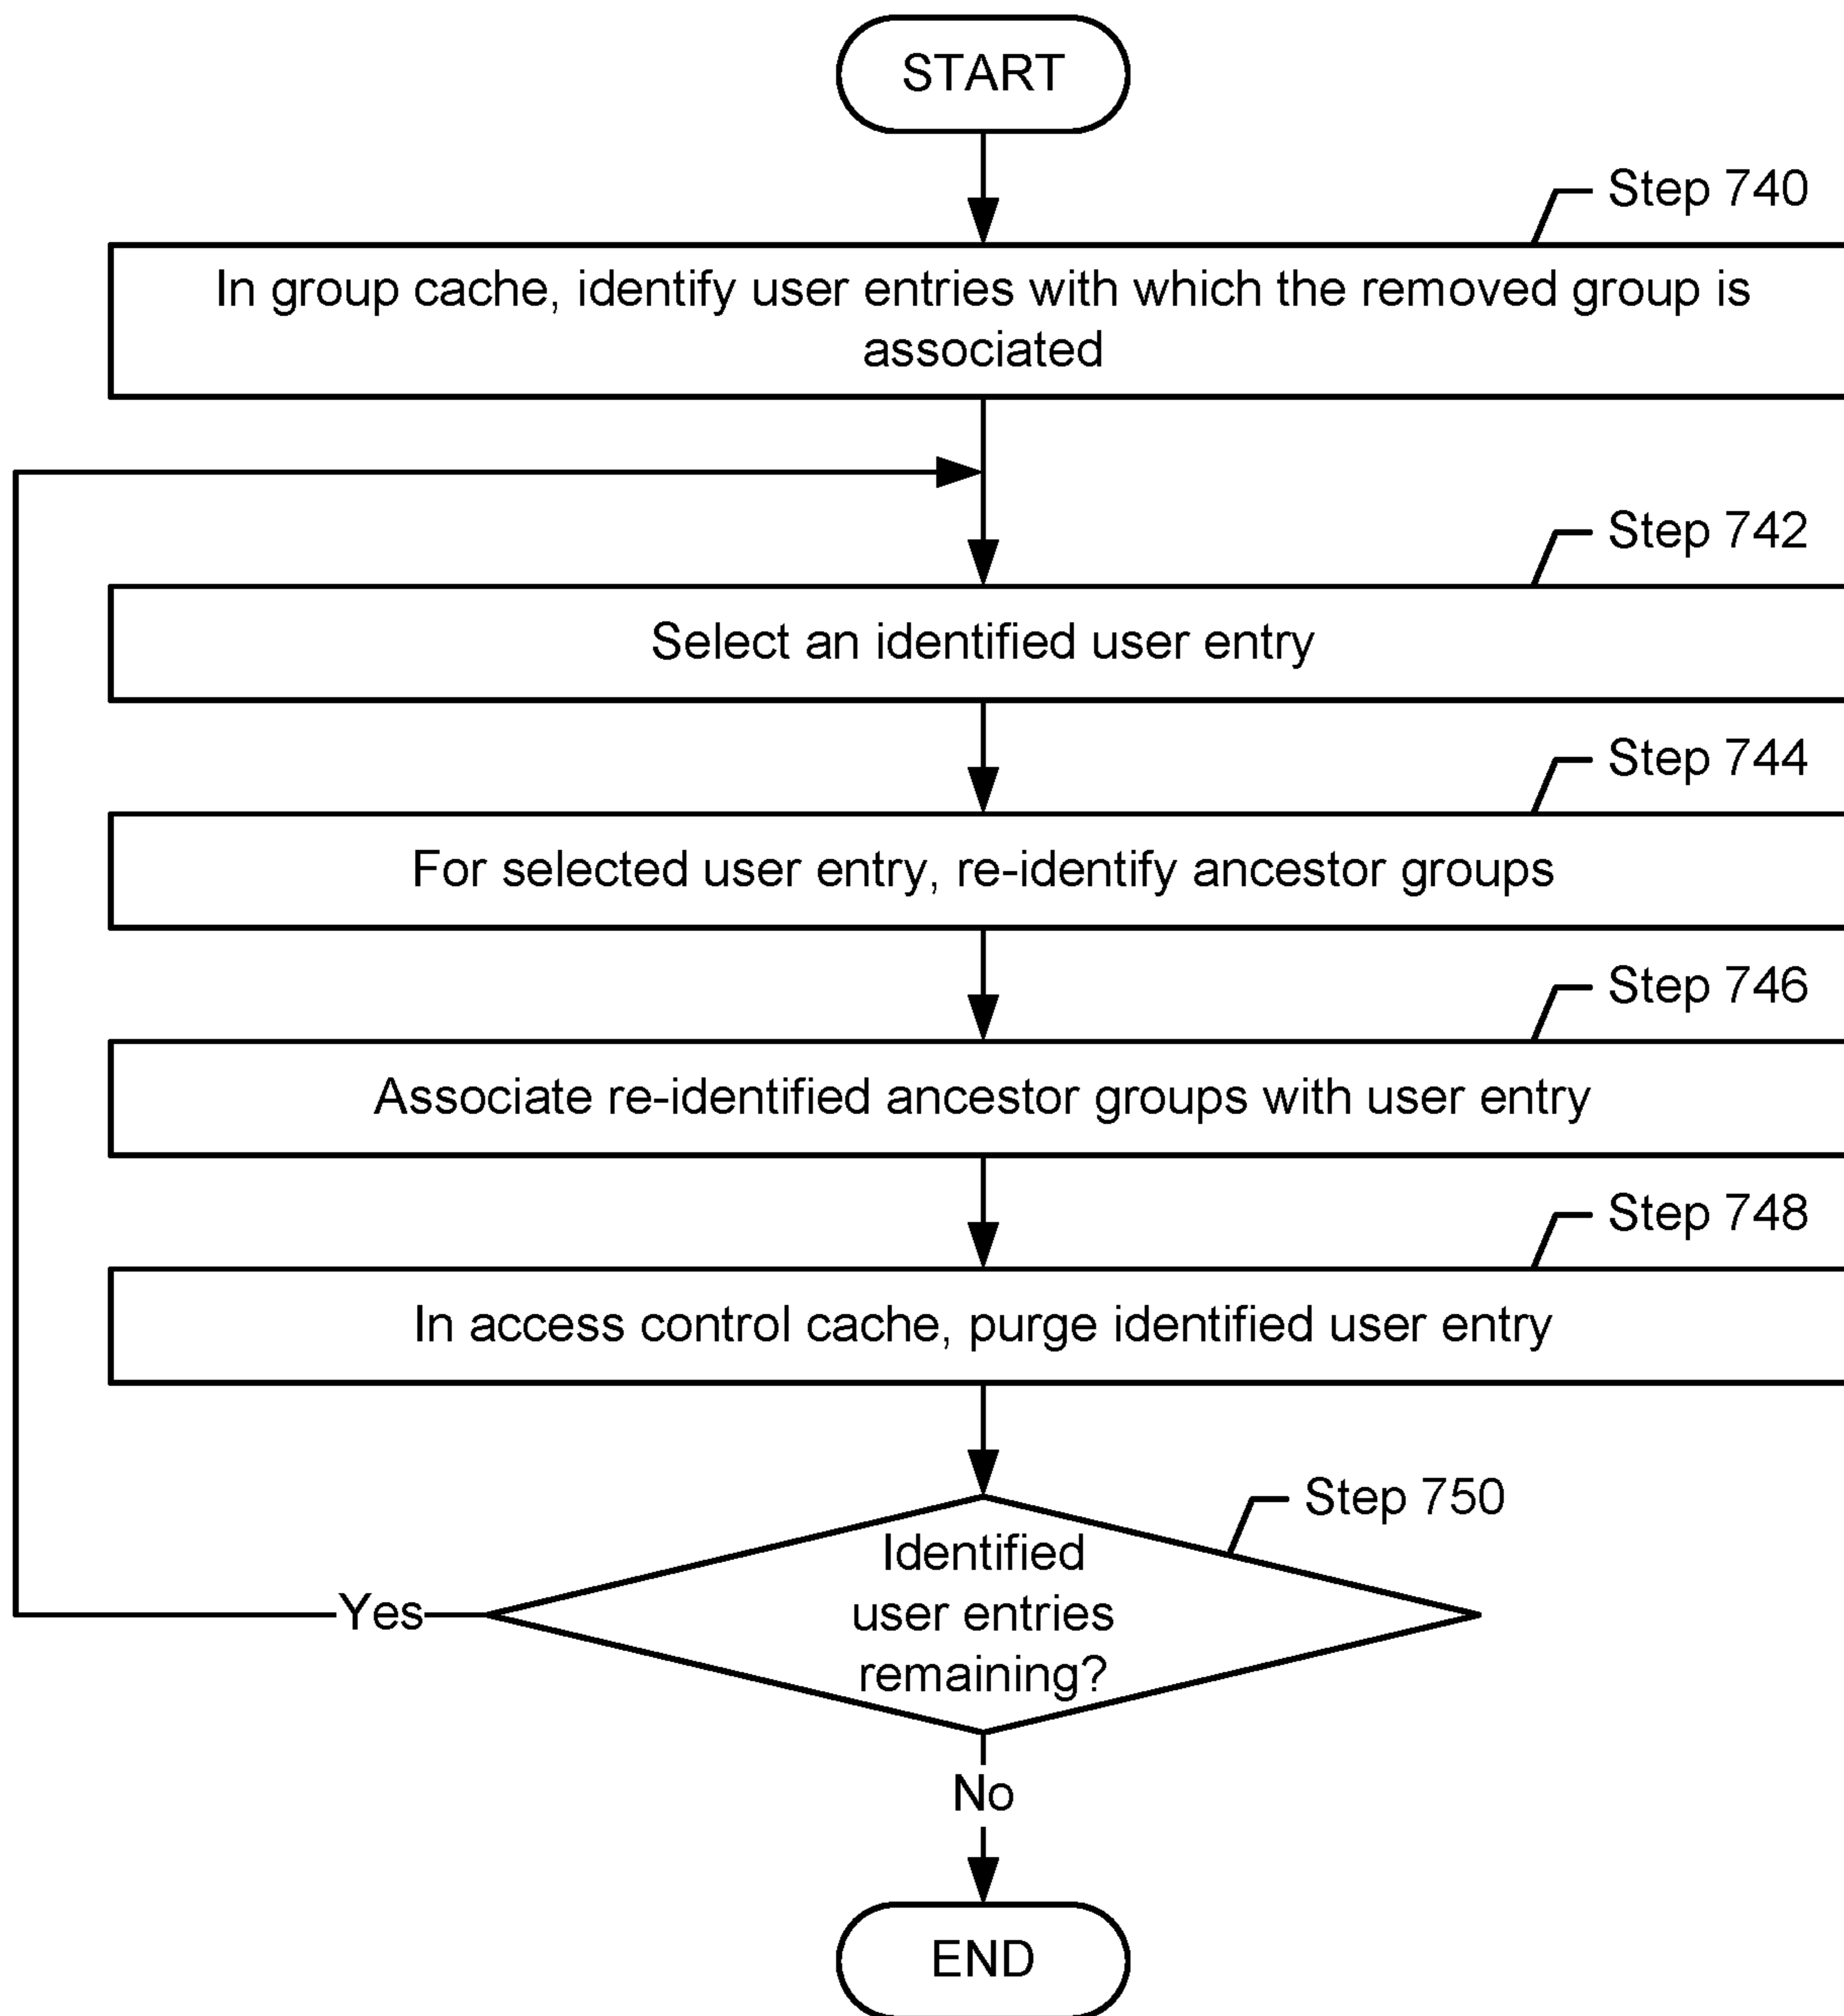 START
Step 740
In group cache, identify user entries with which the removed group is
associated
Step 742
Select an identified user entry
Step 744
For selected user entry, re-identify ancestor groups
Step 746
Associate re-identified ancestor groups with user entry
Step 748
In access control cache, purge identified user entry
Step 750
Identified
user entries
remaining?
Yes
No
END